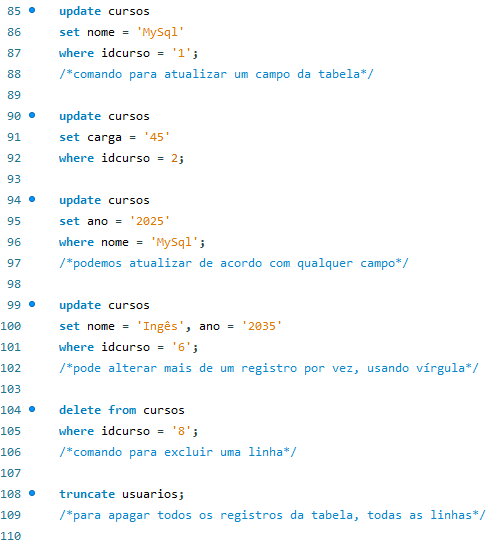 85 update cursos
86 set nome = 'MySql'
87 where idcurso = '1';
88 /*comando para atualizar um campo da tabela*/
89
90 update cursos
91 set carga = '45'
92 where idcurso = 2;
93
94 update cursos
95 set ano = '2025'
96 where nome = 'MySql';
97 /*podemos atualizar de acordo com qualquer campo*/
98
99 update cursos
100 set nome = 'Ingês', ano = '2035'
101 where idcurso = '6';
102 /*pode alterar mais de um registro por vez, usando vírgula*/
103
104 delete from cursos
105 where idcurso = '8';
106 /*comando para excluir uma linha*/
107
108 truncate usuarios;
109 /*para apagar todos os registros da tabela, todas as linhas*/
110